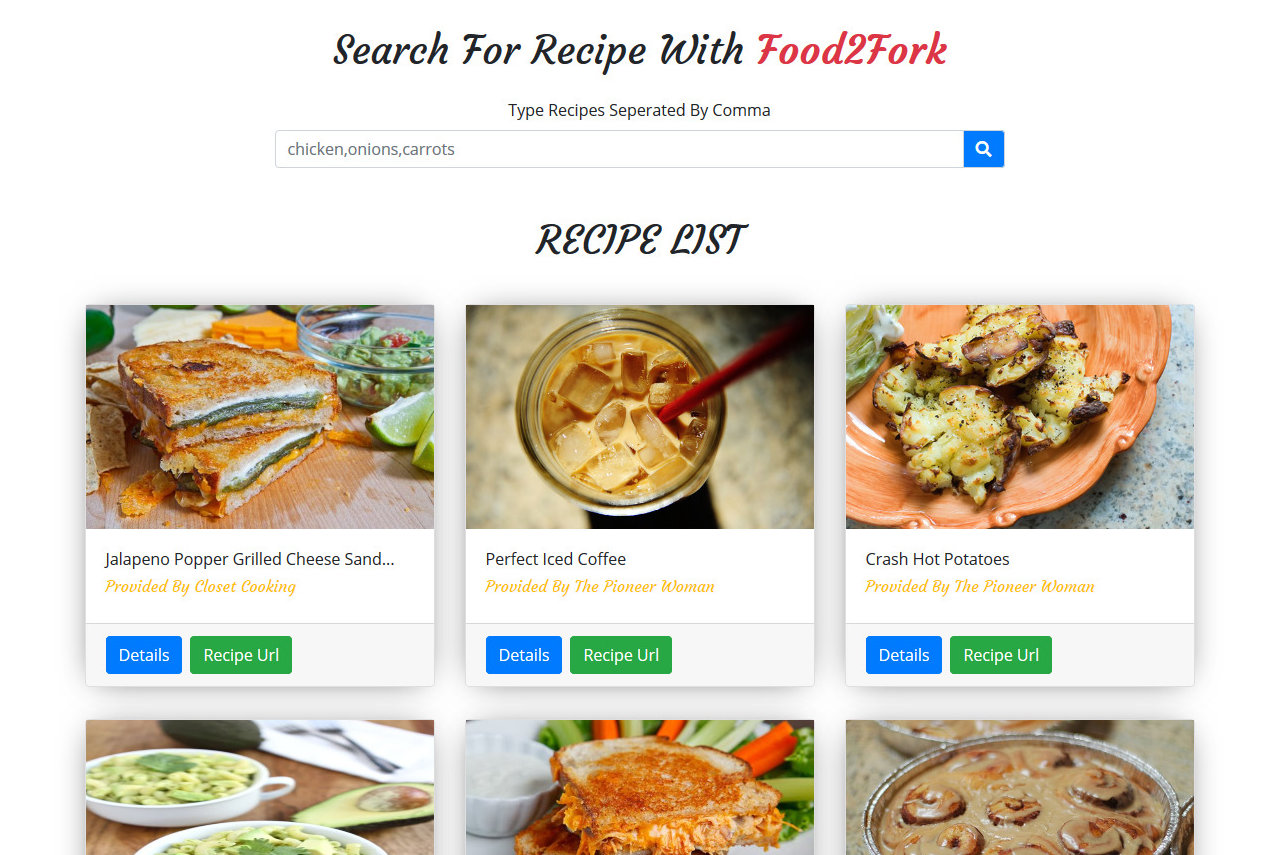 Search For Recipe With Food2Fork
Type Recipes Seperated By Comma
chicken,onions,carrots
RECIPE LIST
Jalapeno Popper Grilled Cheese Sand...
Provided By Closet Cooking
Details Recipe Url
Perfect Iced Coffee
Provided By The Pioneer Woman
Details Recipe Url
Crash Hot Potatoes
Provided By The Pioneer Woman
Details Recipe Url